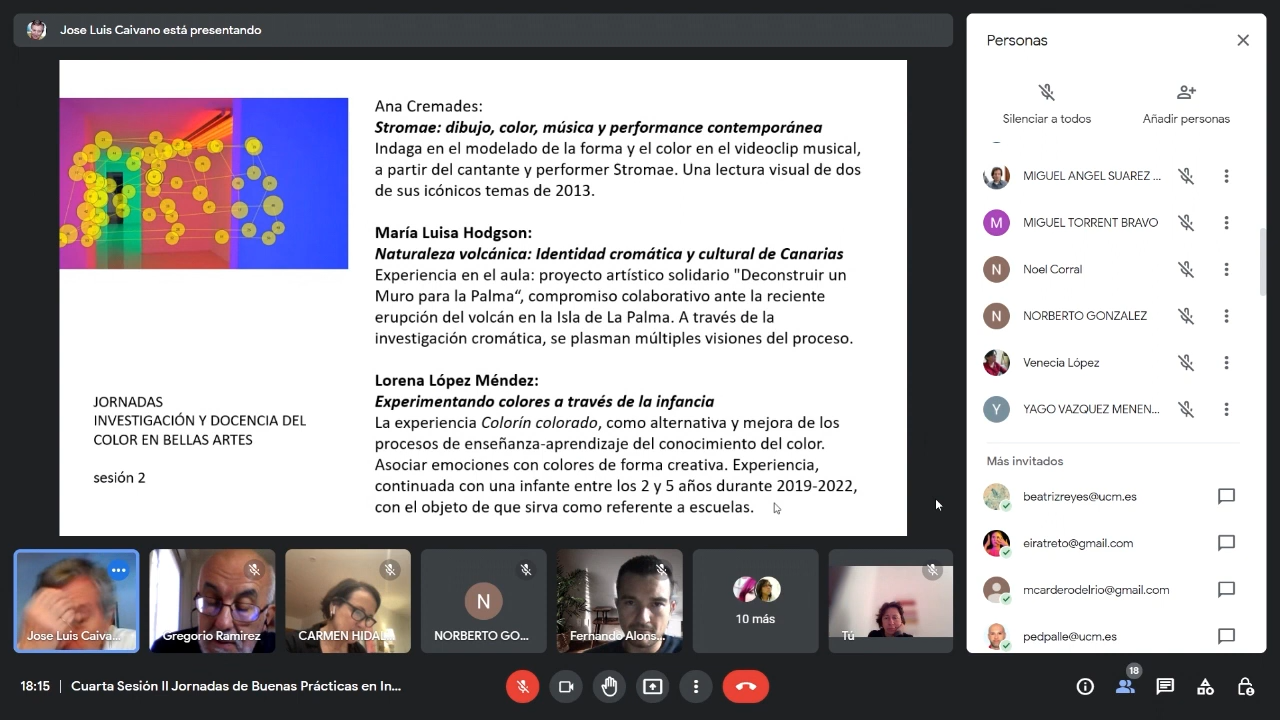 Jose Luis Caivano está presentando
Ana Cremades:
Stromae: dibujo, color, música y performance contemporánea
Indaga en el modelado de la forma y el color en el videoclip musical,
a partir del cantante y performer Stromae. Una lectura visual de dos
de sus icónicos temas de 2013.
María Luisa Hodgson:
Naturaleza volcánica: Identidad cromática y cultural de Canarias
Experiencia en el aula: proyecto artístico solidario "Deconstruir un
Muro para la Palma“, compromiso colaborativo ante la reciente
erupción del volcán en la Isla de La Palma. A través de la
investigación cromática, se plasman múltiples visiones del proceso.
Lorena López Méndez:
Experimentando colores a través de la infancia
La experiencia Colorín colorado, como alternativa y mejora de los
procesos de enseñanza-aprendizaje del conocimiento del color.
Asociar emociones con colores de forma creativa. Experiencia,
continuada con una infante entre los 2 y 5 años durante 2019-2022,
con el objeto de que sirva como referente a escuelas.
JORNADAS
INVESTIGACIÓN Y DOCENCIA DEL
COLOR EN BELLAS ARTES
sesión 2
Jose Luis Caiva...
Gregorio Ramirez
CARMEN HIDAL...
N
NORBERTO GO...
Fernando Alons...
10 más
Tú
18:15 | Cuarta Sesión II Jornadas de Buenas Prácticas en In...
18
Personas
Silenciar a todos
Añadir personas
MIGUEL ANGEL SUAREZ ...
M
MIGUEL TORRENT BRAVO
N
Noel Corral
N
NORBERTO GONZALEZ
Venecia López
Y
YAGO VAZQUEZ MENEN...
Más invitados
beatrizreyes@ucm.es
eiratreto@gmail.com
mcarderodelrio@gmail.com
pedpalle@ucm.es